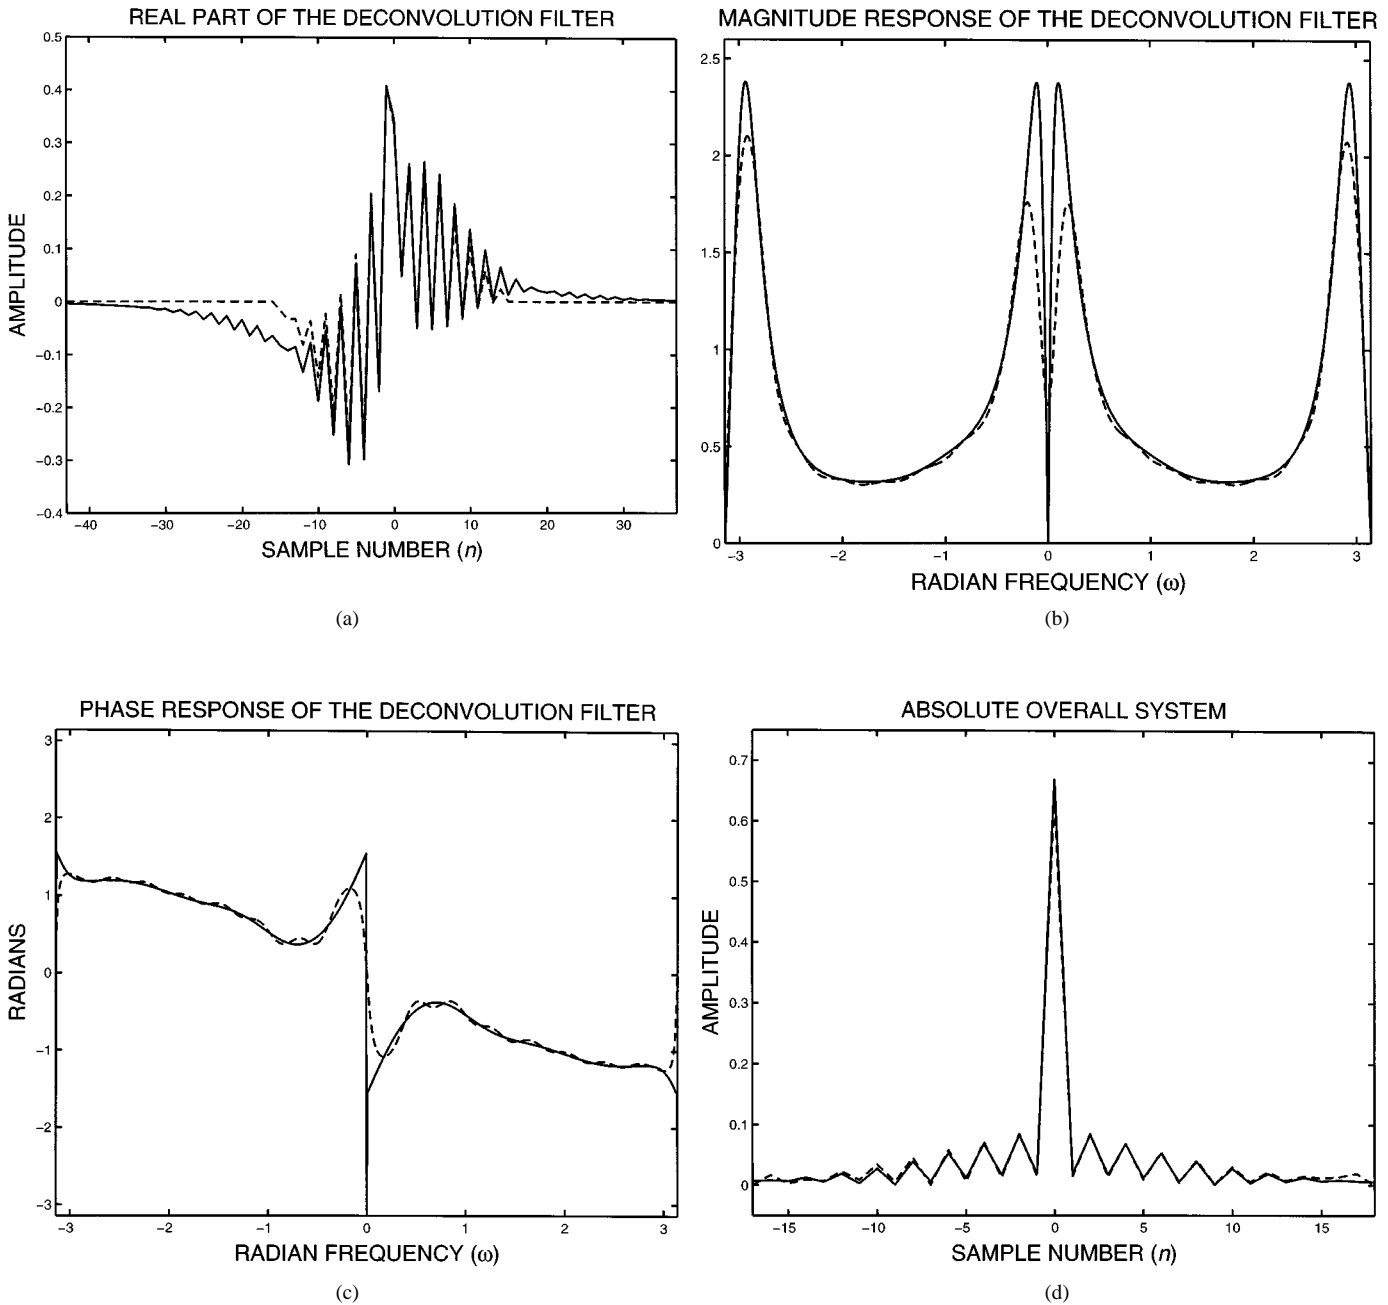 REAL PART OF THE DECONVOLUTION FILTER
0.5
0.4
0.3
0.2
0.1
0
−0.1
−0.2
−0.3
−0.4
AMPLITUDE
−40 −30 −20 −10 0 10 20 30
SAMPLE NUMBER (n)
(a)
MAGNITUDE RESPONSE OF THE DECONVOLUTION FILTER
2.5
2
1.5
1
0.5
0
−3 −2 −1 0 1 2 3
RADIAN FREQUENCY (ω)
(b)
PHASE RESPONSE OF THE DECONVOLUTION FILTER
3
2
1
0
−1
−2
−3
RADIANS
−3 −2 −1 0 1 2 3
RADIAN FREQUENCY (ω)
(c)
ABSOLUTE OVERALL SYSTEM
0.7
0.6
0.5
0.4
0.3
0.2
0.1
0
AMPLITUDE
−15 −10 −5 0 5 10 15
SAMPLE NUMBER (n)
(d)